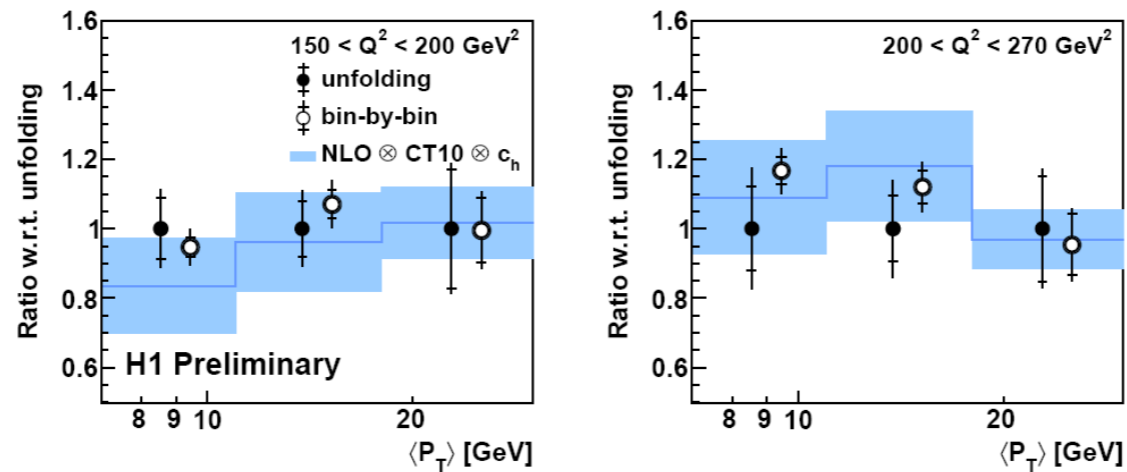 Ratio w.r.t. unfolding
1.6
1.4
1.2
1
0.8
0.6
150 < Q² < 200 GeV²
unfolding
bin-by-bin
NLO ⊗ CT10 ⊗ c_h
H1 Preliminary
8 9 10 20
⟨P_T⟩ [GeV]
Ratio w.r.t. unfolding
1.6
1.4
1.2
1
0.8
0.6
200 < Q² < 270 GeV²
8 9 10 20
⟨P_T⟩ [GeV]